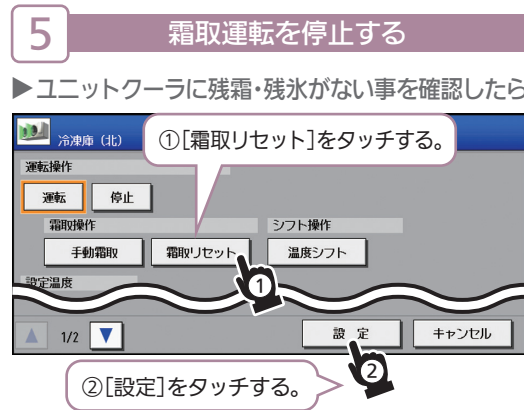 5 霜取運転を停止する
▶ユニットクーラに残霜・残氷がない事を確認したら
冷凍庫（北）
①[霜取リセット]をタッチする。
運転操作
運転 停止
霜取操作 シフト操作
手動霜取 霜取リセット 温度シフト
①
設定温度
▲ 1/2 ▼ 設 定 キャンセル
②
②[設定]をタッチする。